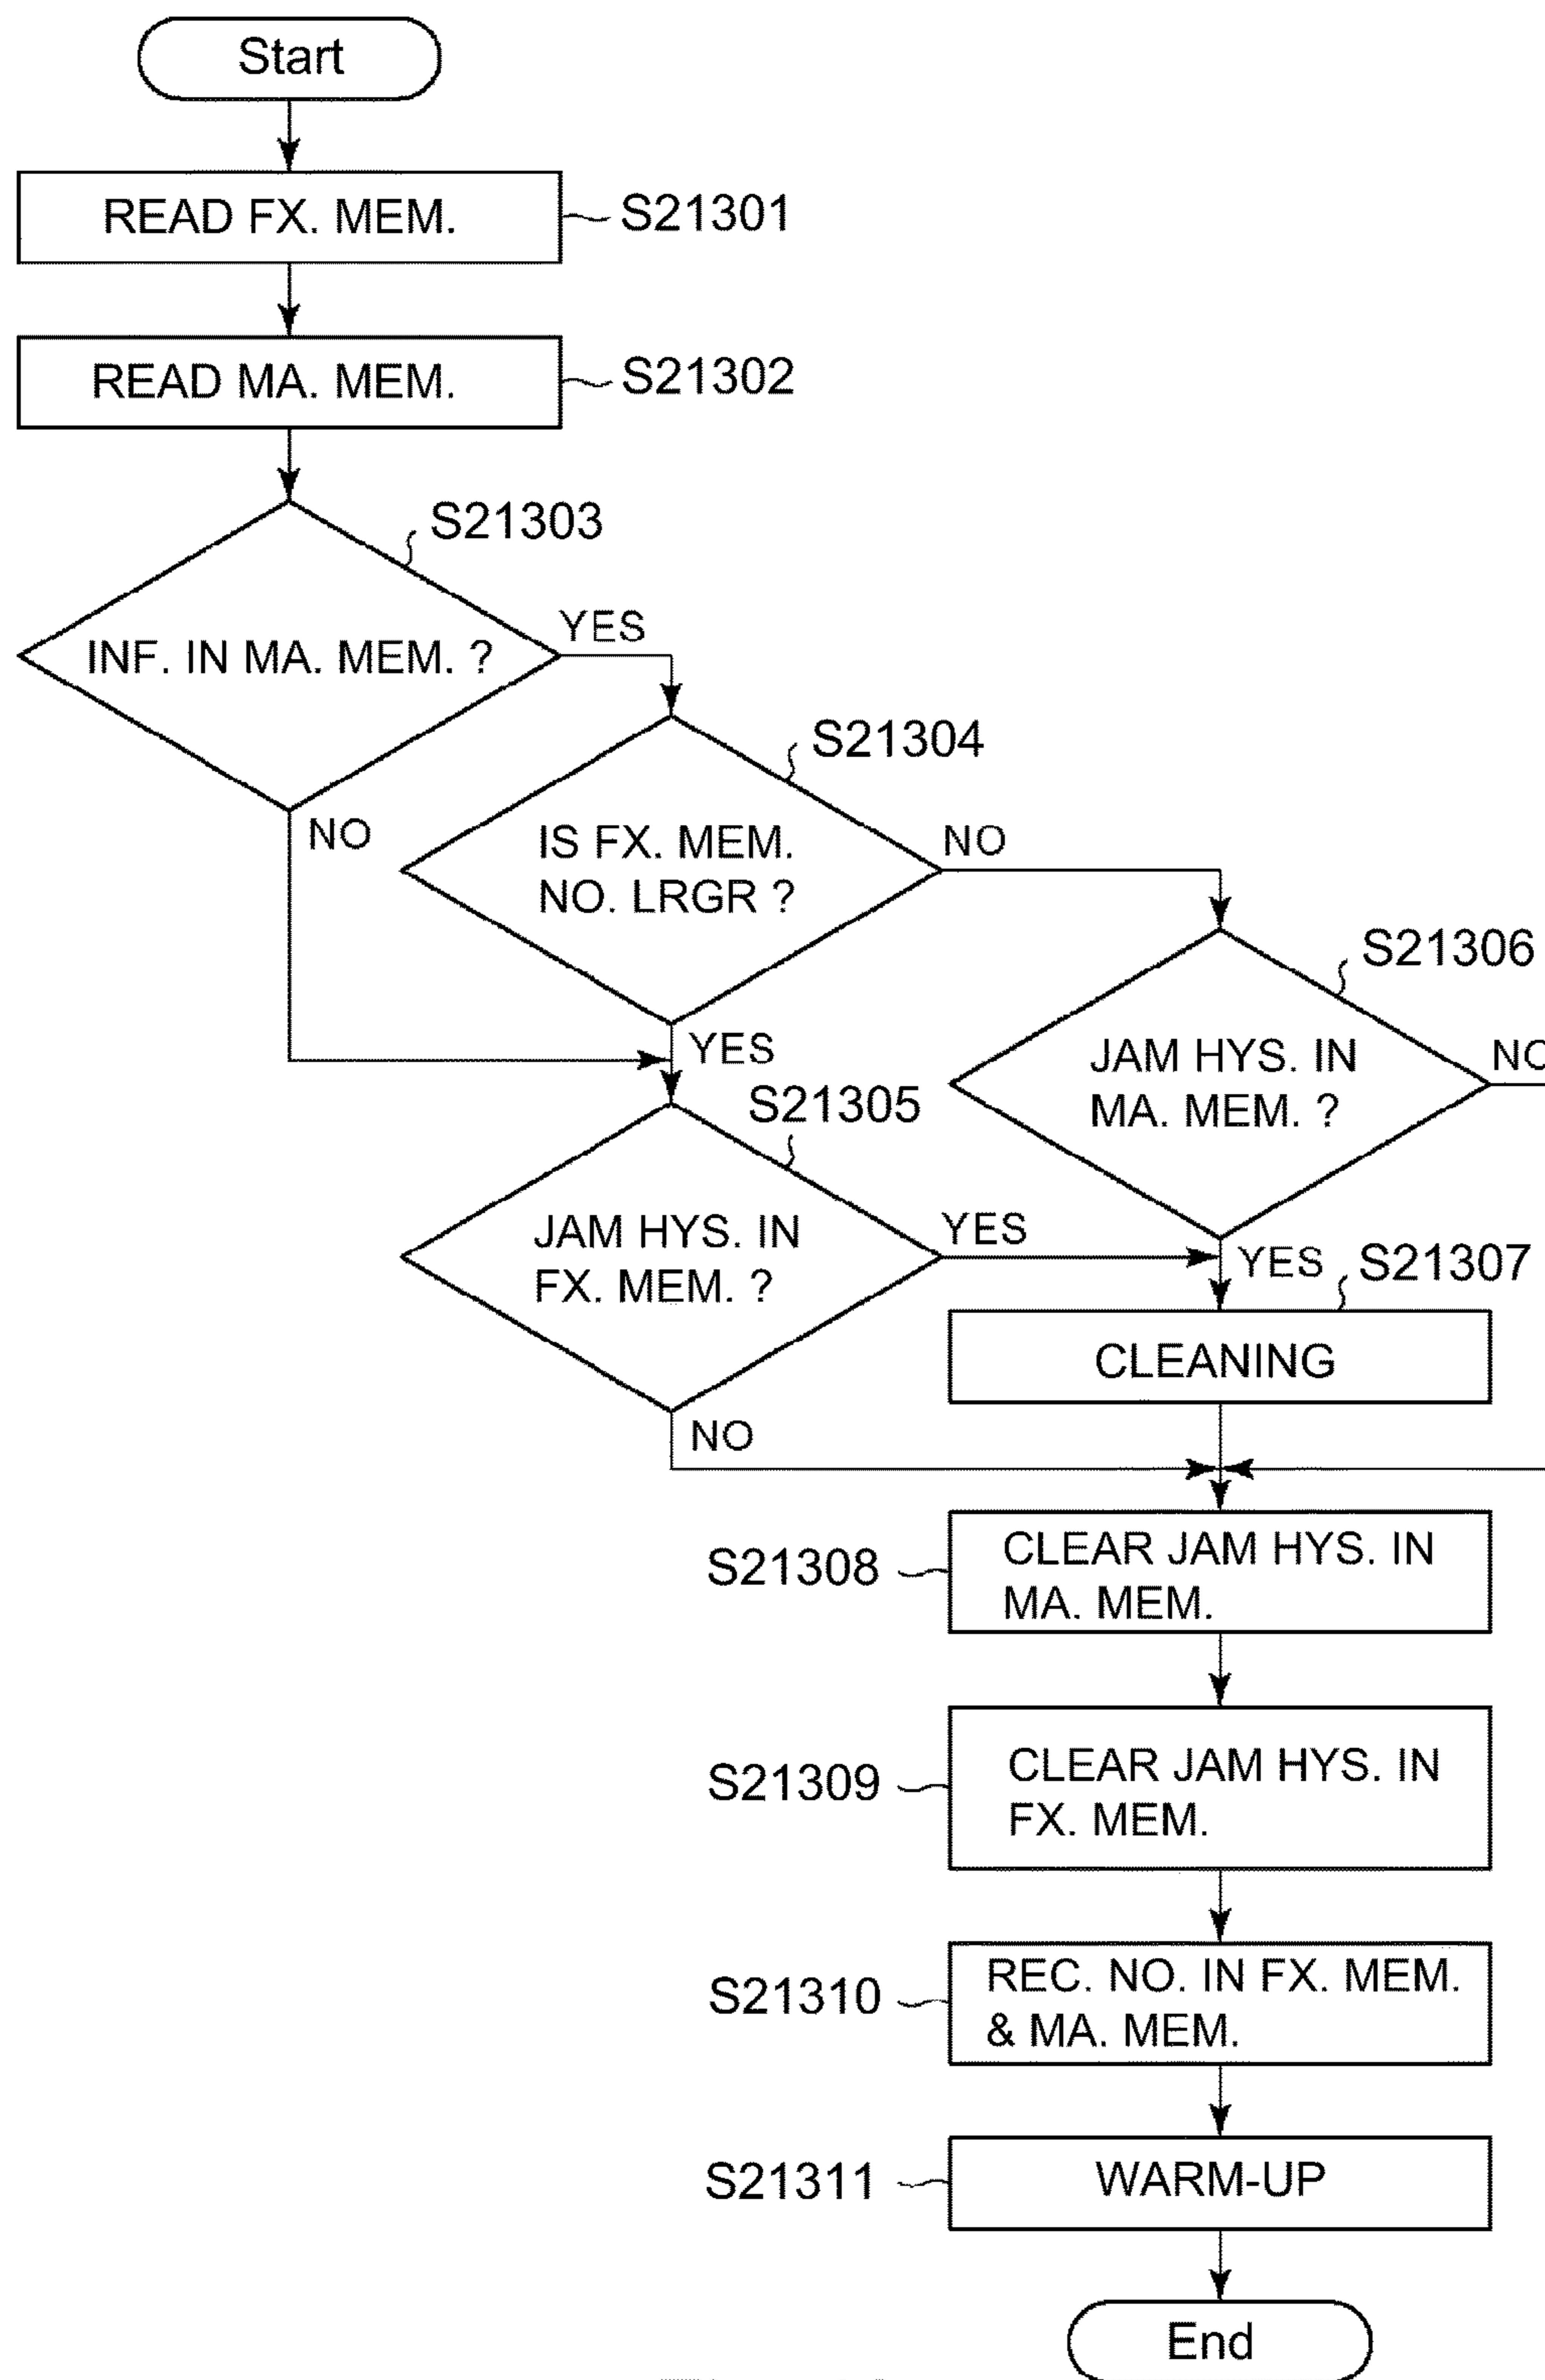 Start
READ FX. MEM.
S21301
READ MA. MEM.
S21302
S21303
INF. IN MA. MEM. ?
YES
NO
S21304
IS FX. MEM.
NO. LRGR ?
NO
YES
S21306
JAM HYS. IN
MA. MEM. ?
NO
YES
S21305
JAM HYS. IN
FX. MEM. ?
YES
NO
S21307
CLEANING
S21308
CLEAR JAM HYS. IN
MA. MEM.
S21309
CLEAR JAM HYS. IN
FX. MEM.
S21310
REC. NO. IN FX. MEM.
& MA. MEM.
S21311
WARM-UP
End